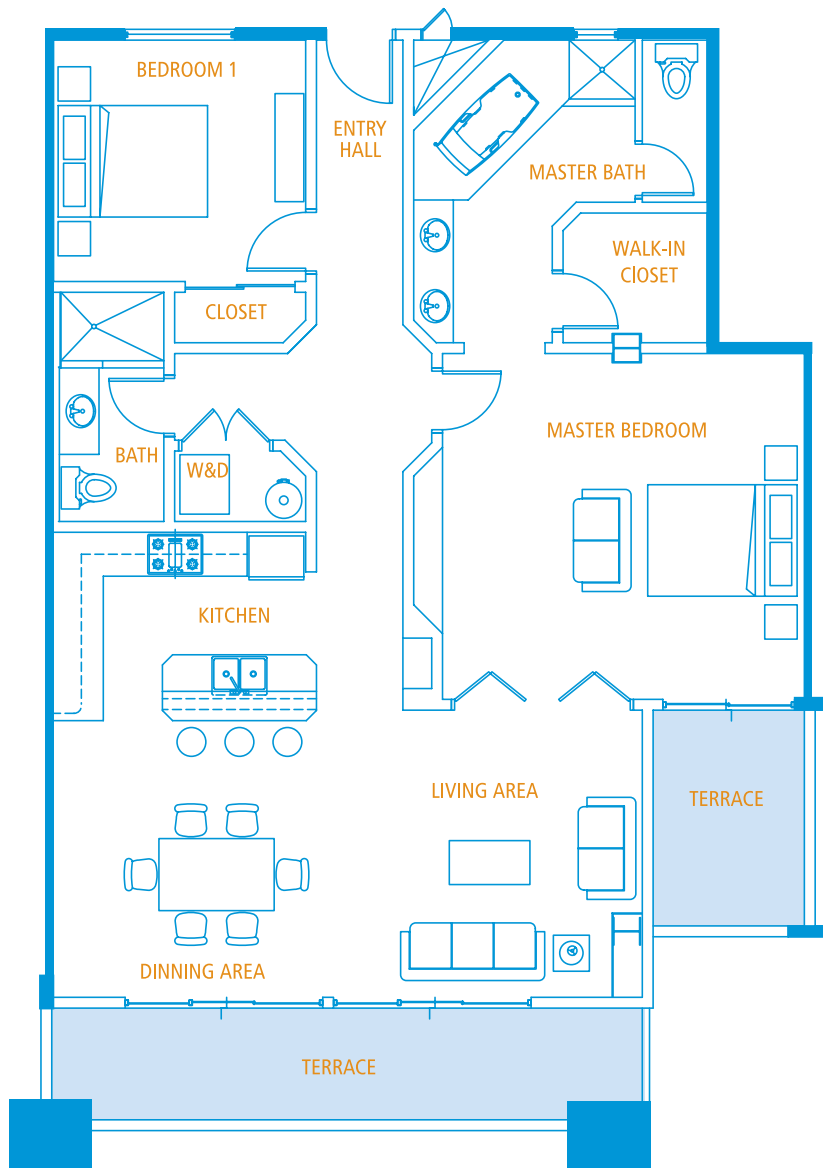 BEDROOM 1
ENTRY
HALL
MASTER BATH
WALK-IN
ClOSET
CLOSET
MASTER BEDROOM
BATH
W&D
KITCHEN
LIVING AREA
TERRACE
DINNING AREA
TERRACE